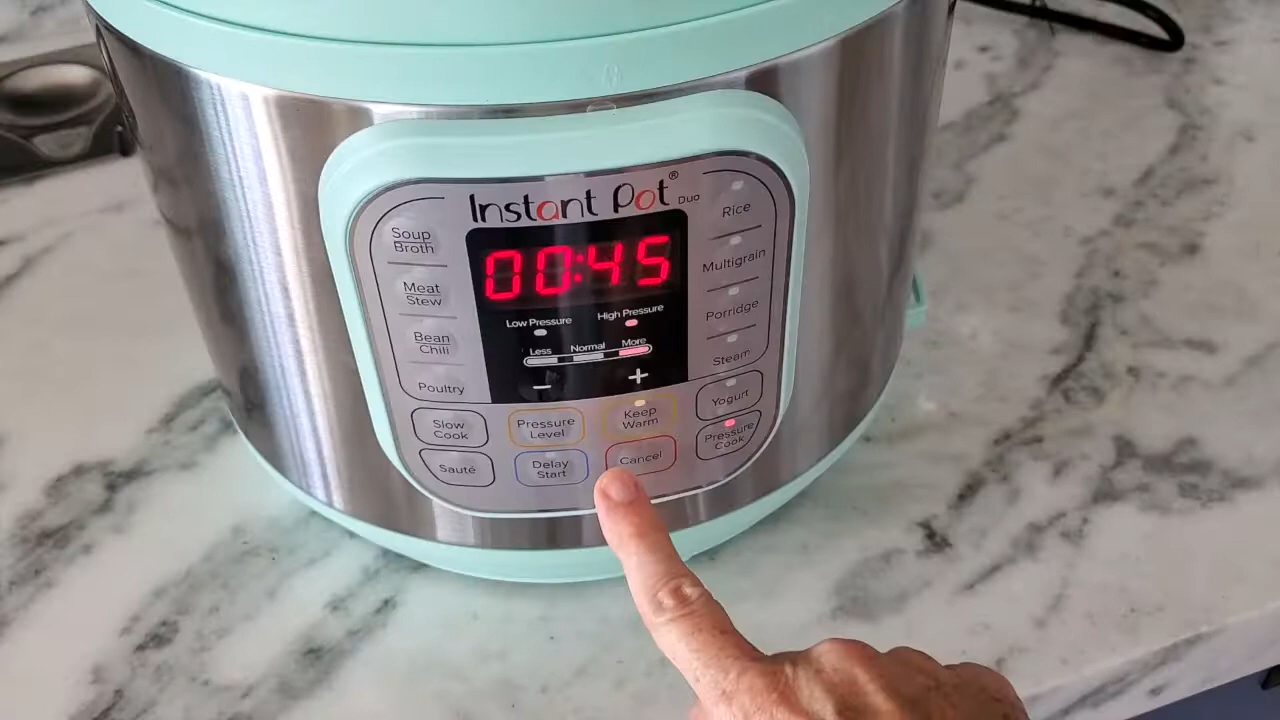 Instant Pot® Duo
00:45
Low Pressure
High Pressure
Less
Normal
More
−
+
Soup
Broth
Meat
Stew
Bean
Chili
Poultry
Slow
Cook
Sauté
Pressure
Level
Delay
Start
Keep
Warm
Cancel
Rice
Multigrain
Porridge
Steam
Yogurt
Pressure
Cook